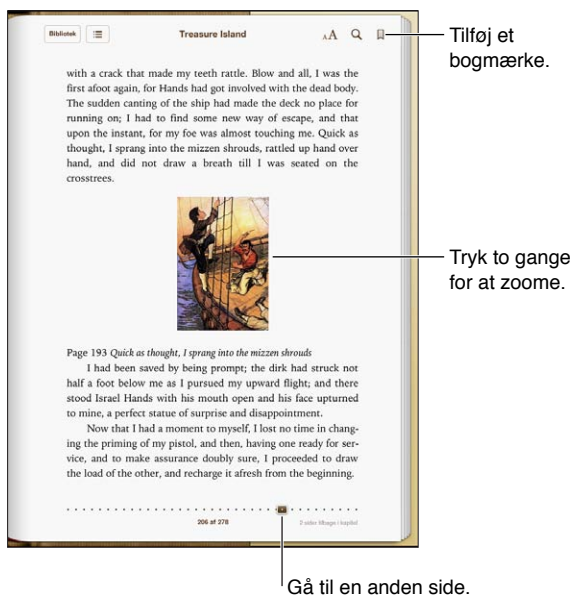 Bibliotek
Treasure Island
AA
Tilføj et
bogmærke.
with a crack that made my teeth rattle. Blow and all, I was the
first afoot again, for Hands had got involved with the dead body.
The sudden canting of the ship had made the deck no place for
running on; I had to find some new way of escape, and that
upon the instant, for my foe was almost touching me. Quick as
thought, I sprang into the mizzen shrouds, rattled up hand over
hand, and did not draw a breath till I was seated on the
crosstrees.
Tryk to gange
for at zoome.
Page 193 Quick as thought, I sprang into the mizzen shrouds
I had been saved by being prompt; the dirk had struck not
half a foot below me as I pursued my upward flight; and there
stood Israel Hands with his mouth open and his face upturned
to mine, a perfect statue of surprise and disappointment.
Now that I had a moment to myself, I lost no time in chang-
ing the priming of my pistol, and then, having one ready for ser-
vice, and to make assurance doubly sure, I proceeded to draw
the load of the other, and recharge it afresh from the beginning.
206 af 278
2 sider tilbage i kapitel
Gå til en anden side.